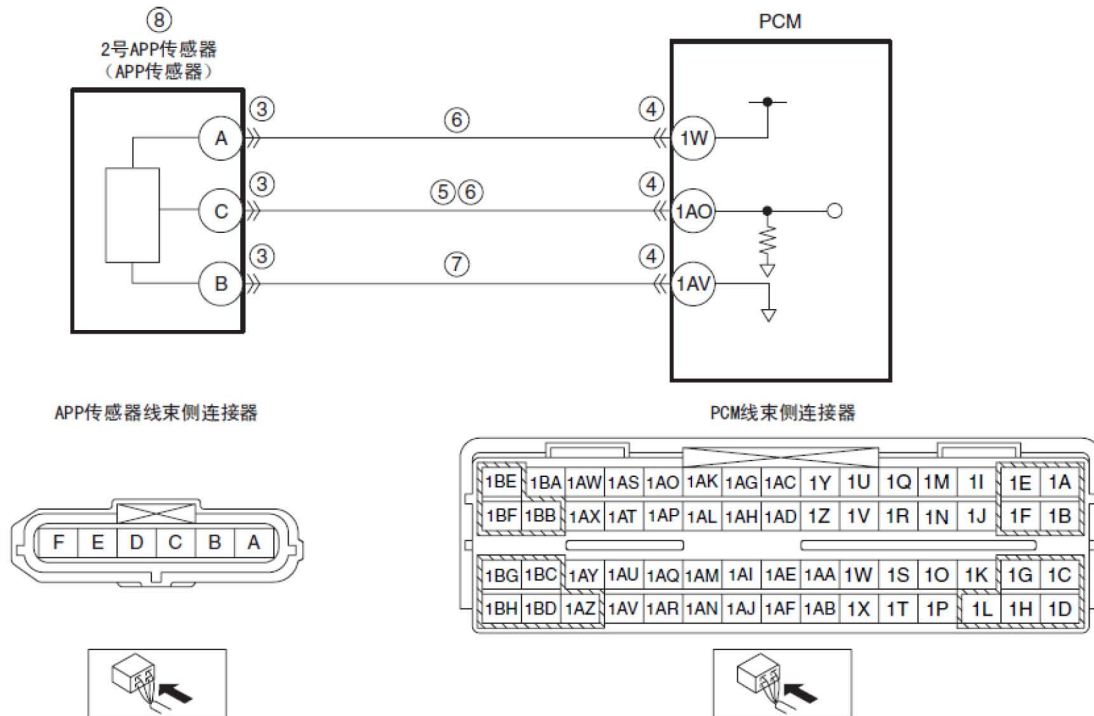 ⑧
PCM
2号APP传感器
（APP传感器）
③ ⑥ ④
A 1W
③ ⑤⑥ ④
C 1AO
③ ⑦ ④
B 1AV
APP传感器线束侧连接器
PCM线束侧连接器
F E D C B A
1BE 1BA 1AW 1AS 1AO 1AK 1AG 1AC 1Y 1U 1Q 1M 1I 1E 1A
1BF 1BB 1AX 1AT 1AP 1AL 1AH 1AD 1Z 1V 1R 1N 1J 1F 1B
1BG 1BC 1AY 1AU 1AQ 1AM 1AI 1AE 1AA 1W 1S 1O 1K 1G 1C
1BH 1BD 1AZ 1AV 1AR 1AN 1AJ 1AF 1AB 1X 1T 1P 1L 1H 1D